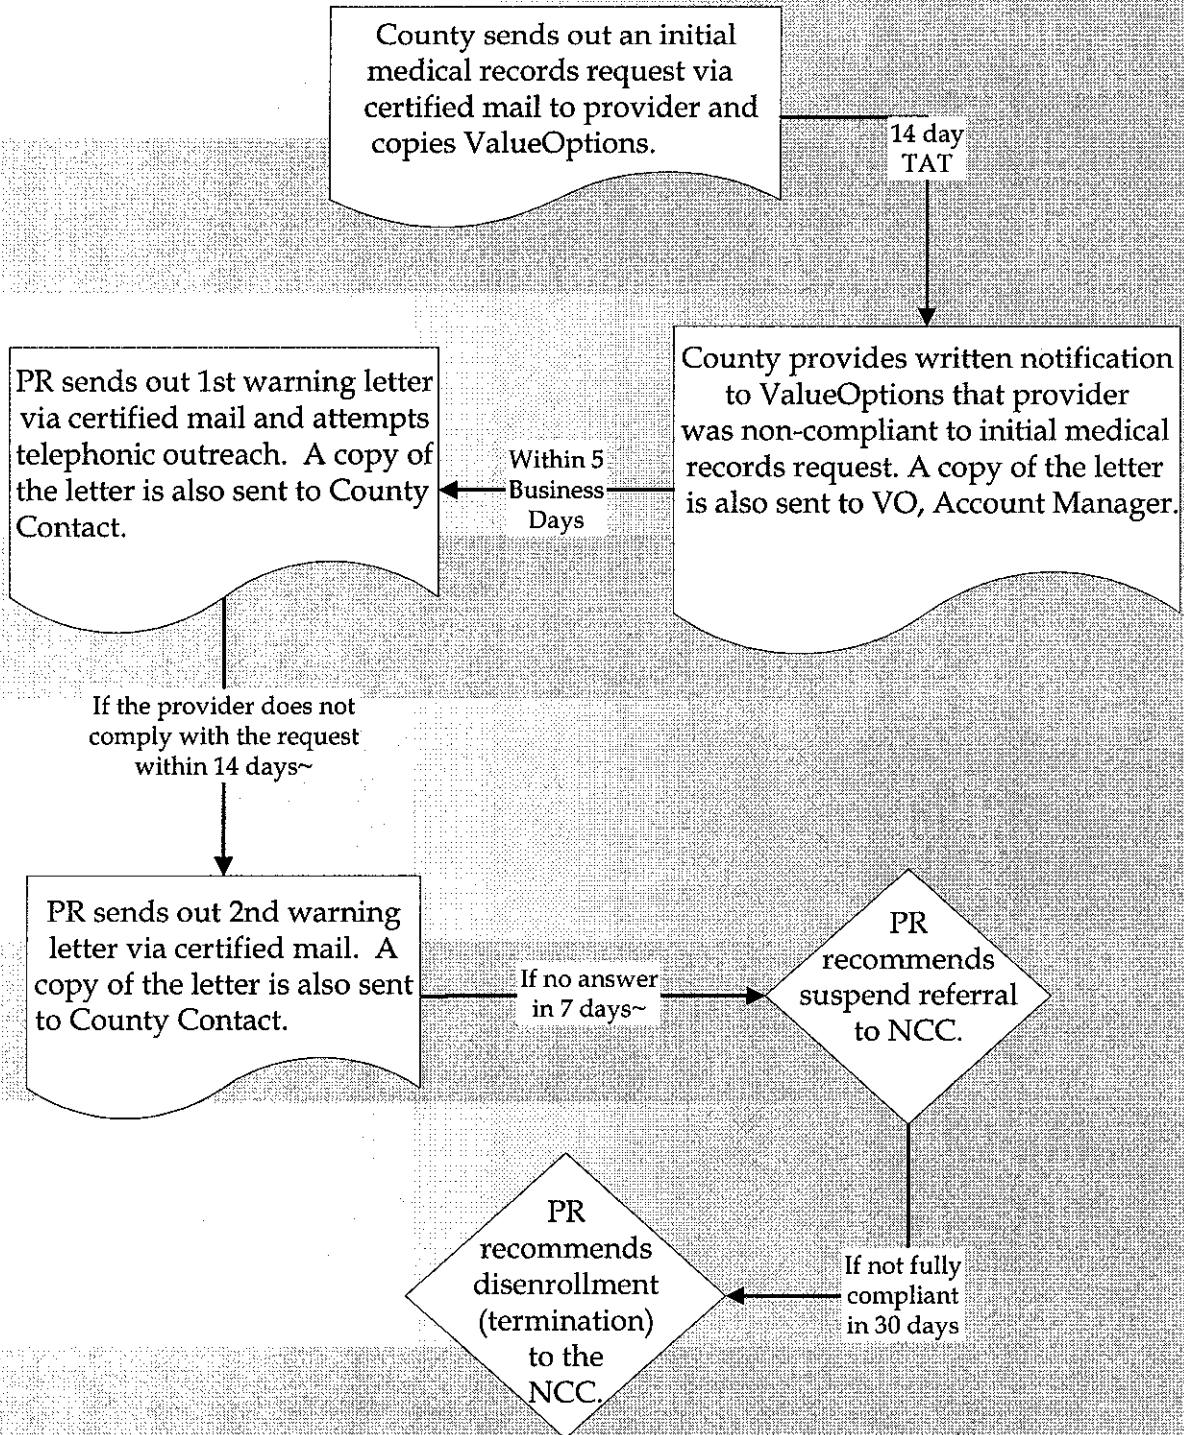 County sends out an initial
medical records request via
certified mail to provider and
copies ValueOptions.
14 day
TAT
County provides written notification
to ValueOptions that provider
was non-compliant to initial medical
records request. A copy of the letter
is also sent to VO, Account Manager.
Within 5
Business
Days
PR sends out 1st warning letter
via certified mail and attempts
telephonic outreach. A copy of
the letter is also sent to County
Contact.
If the provider does not
comply with the request
within 14 days~
PR sends out 2nd warning
letter via certified mail. A
copy of the letter is also sent
to County Contact.
If no answer
in 7 days~
PR
recommends
suspend referral
to NCC.
If not fully
compliant
in 30 days
PR
recommends
disenrollment
(termination)
to the
NCC.